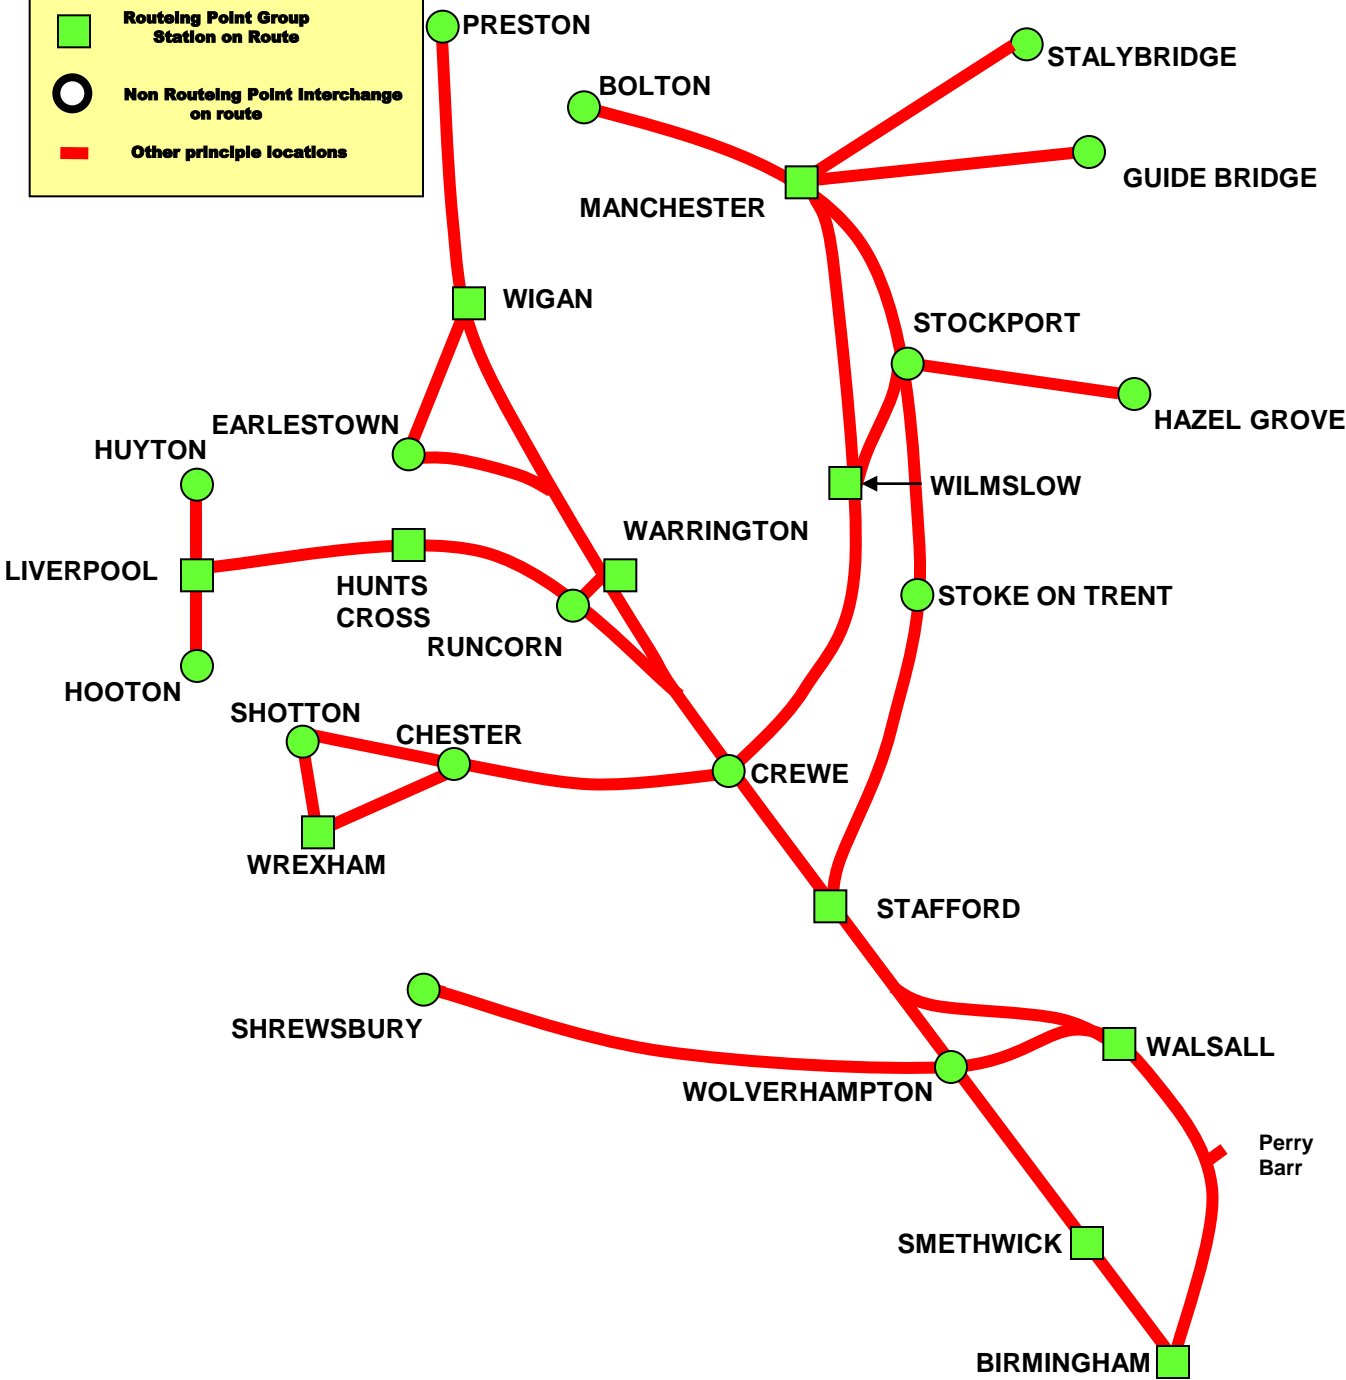 Routeing Point Group
Station on Route
Non Routeing Point Interchange
on route
Other principle locations
PRESTON
STALYBRIDGE
BOLTON
GUIDE BRIDGE
MANCHESTER
WIGAN
STOCKPORT
HAZEL GROVE
EARLESTOWN
HUYTON
WILMSLOW
WARRINGTON
LIVERPOOL
HUNTS
CROSS
STOKE ON TRENT
RUNCORN
HOOTON
SHOTTON
CHESTER
CREWE
WREXHAM
STAFFORD
SHREWSBURY
WALSALL
WOLVERHAMPTON
Perry
Barr
SMETHWICK
BIRMINGHAM